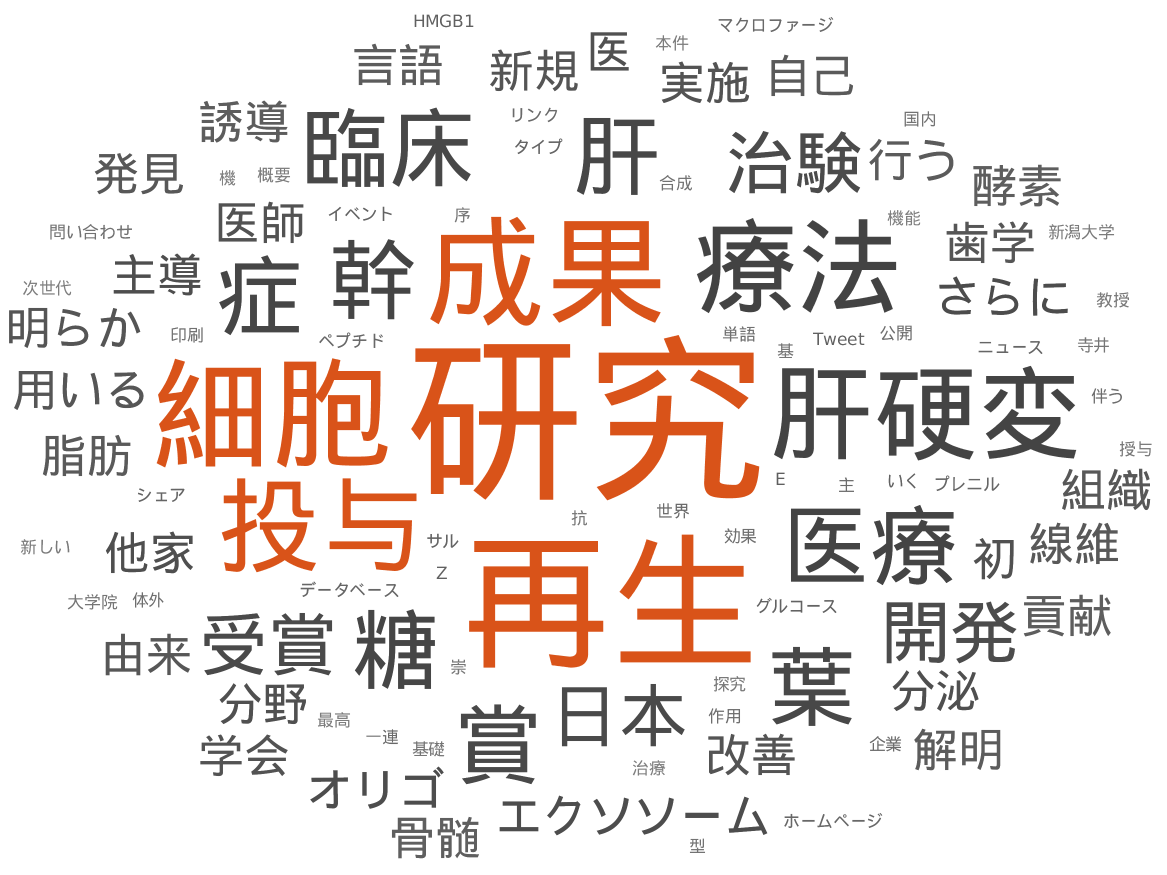 HMGB1
マクロファージ
言語
新規
医
本件
実施
自己
誘導
臨床
リンク
タイプ
肝
合成
治験
行う
国内
発見
機
概要
酵素
医師
イベント
序
成果
療法
機能
歯学
新潟大学
問い合わせ
主導
症
幹
さらに
教授
次世代
明らか
印刷
ペプチド
研究
単語
基
Tweet
公開
ニュース
寺井
用いる
細胞
肝硬変
伴う
脂肪
シェア
投与
E
主
いく
プレニル
授与
組織
新しい
他家
サル
Z
抗
世界
効果
医療
初
線維
大学院
体外
データベース
再生
グルコース
開発
貢献
由来
受賞
糖
崇
葉
分泌
分野
最高
賞
日本
探究
作用
学会
一連
基礎
改善
企業
解明
オリゴ
治療
骨髄
エクソソーム
ホームページ
型